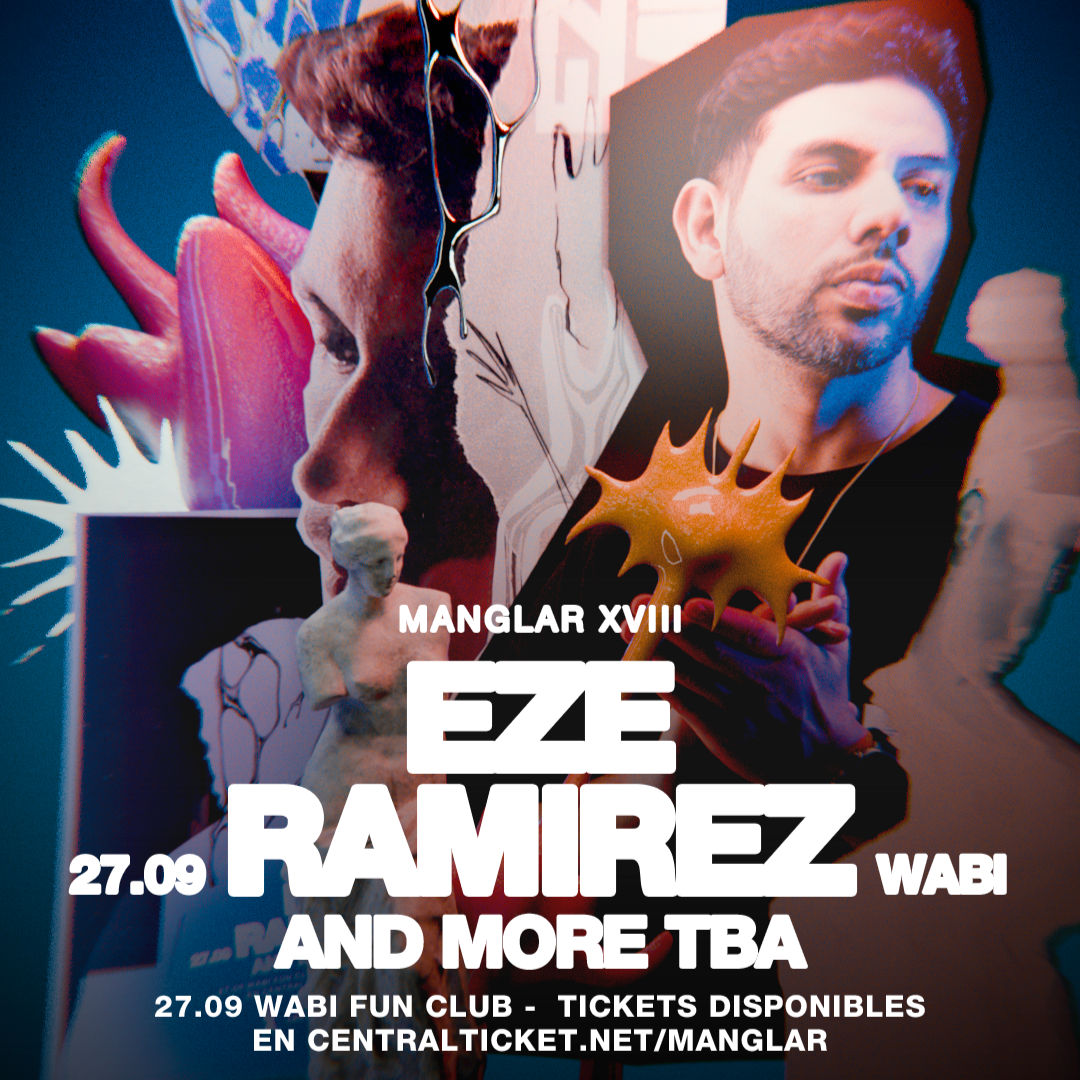 MANGLAR XVIII
EZE
RAMIREZ
27.09
WABI
AND MORE TBA
27.09 WABI FUN CLUB - TICKETS DISPONIBLES
EN CENTRALTICKET.NET/MANGLAR